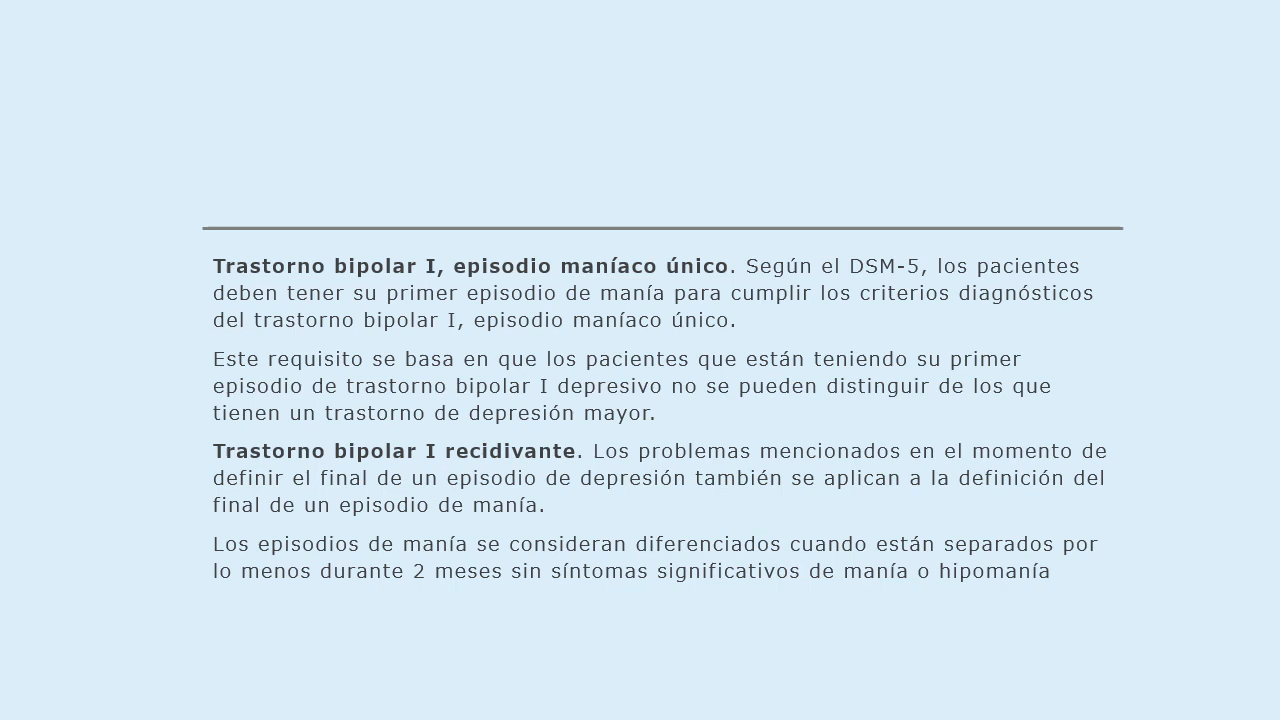 Trastorno bipolar I, episodio maníaco único. Según el DSM-5, los pacientes
deben tener su primer episodio de manía para cumplir los criterios diagnósticos
del trastorno bipolar I, episodio maníaco único.
Este requisito se basa en que los pacientes que están teniendo su primer
episodio de trastorno bipolar I depresivo no se pueden distinguir de los que
tienen un trastorno de depresión mayor.
Trastorno bipolar I recidivante. Los problemas mencionados en el momento de
definir el final de un episodio de depresión también se aplican a la definición del
final de un episodio de manía.
Los episodios de manía se consideran diferenciados cuando están separados por
lo menos durante 2 meses sin síntomas significativos de manía o hipomanía